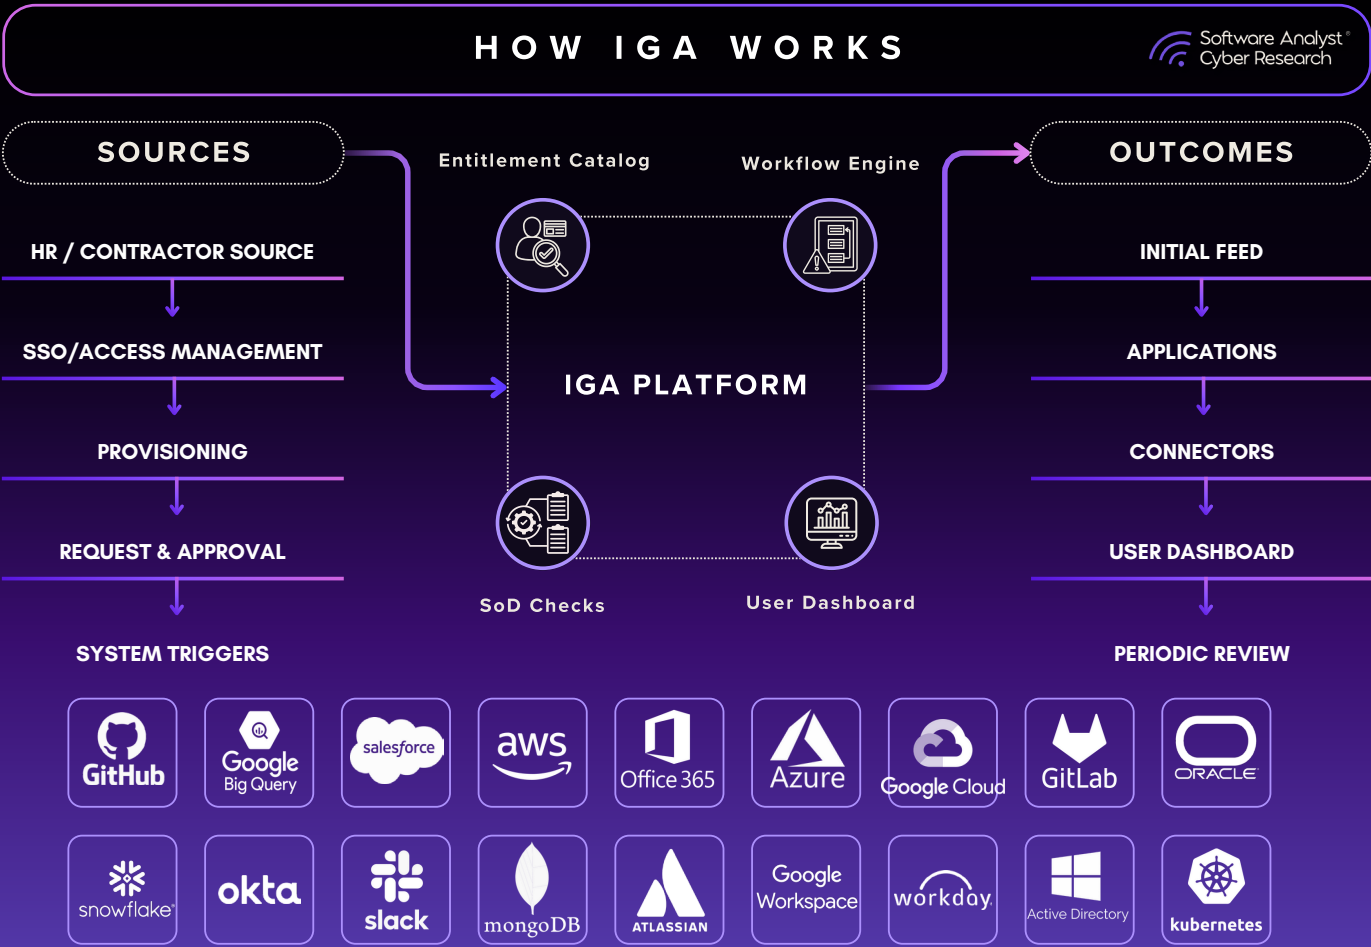 HOW IGA WORKS
Software Analyst®
Cyber Research
SOURCES
HR / CONTRACTOR SOURCE
SSO/ACCESS MANAGEMENT
PROVISIONING
REQUEST & APPROVAL
SYSTEM TRIGGERS
Entitlement Catalog
Workflow Engine
IGA PLATFORM
SoD Checks
User Dashboard
OUTCOMES
INITIAL FEED
APPLICATIONS
CONNECTORS
USER DASHBOARD
PERIODIC REVIEW
GitHub
Google
Big Query
salesforce
aws
Office 365
Azure
Google Cloud
GitLab
ORACLE
snowflake®
okta
slack
mongoDB
ATLASSIAN
Google
Workspace
workday.
Active Directory
kubernetes